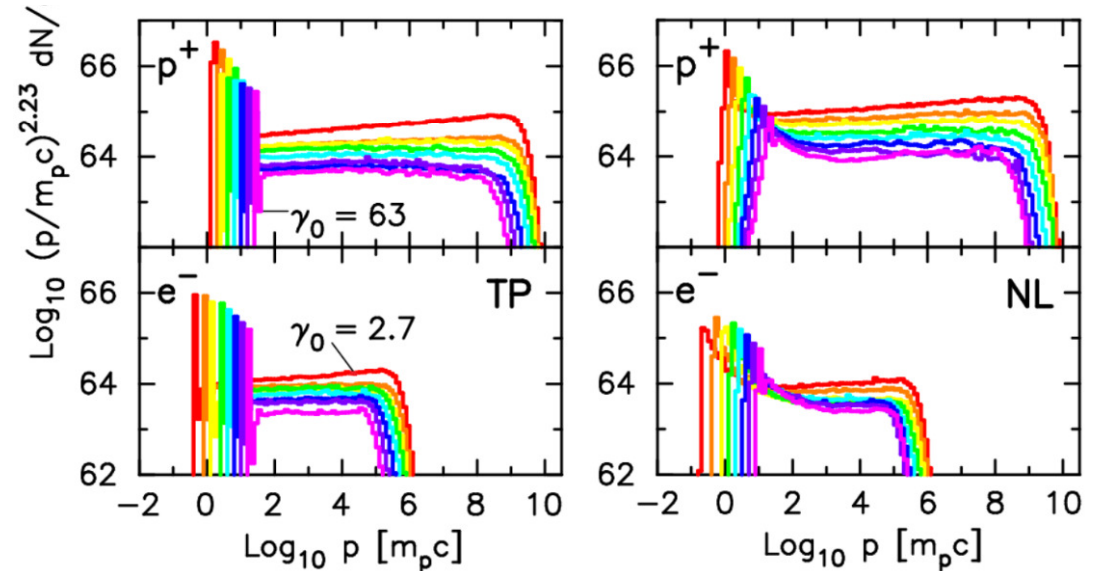 Log₁₀ (p/mₚc)²·²³ dN/
66
64
p⁺
γ₀ = 63
66
64
p⁺
66
64
62
e⁻
TP
γ₀ = 2.7
66
64
62
e⁻
NL
−2 0 2 4 6 8 10
−2 0 2 4 6 8 10
Log₁₀ p [mₚc]
Log₁₀ p [mₚc]